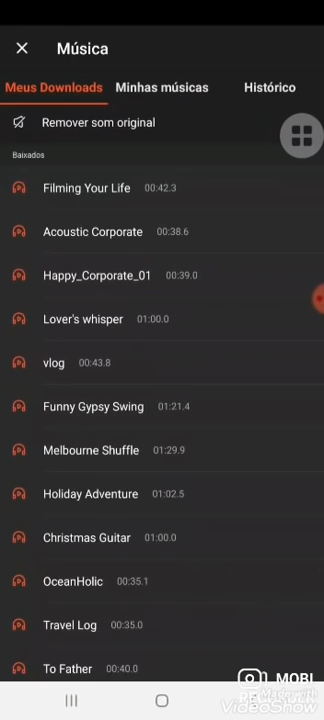 Música
Meus Downloads Minhas músicas Histórico
Remover som original
Baixados
Filming Your Life 00:42.3
Acoustic Corporate 00:38.6
Happy_Corporate_01 00:39.0
Lover's whisper 01:00.0
vlog 00:43.8
Funny Gypsy Swing 01:21.4
Melbourne Shuffle 01:29.9
Holiday Adventure 01:02.5
Christmas Guitar 01:00.0
OceanHolic 00:35.1
Travel Log 00:35.0
To Father 00:40.0
MOBI
Made with
VideoShow